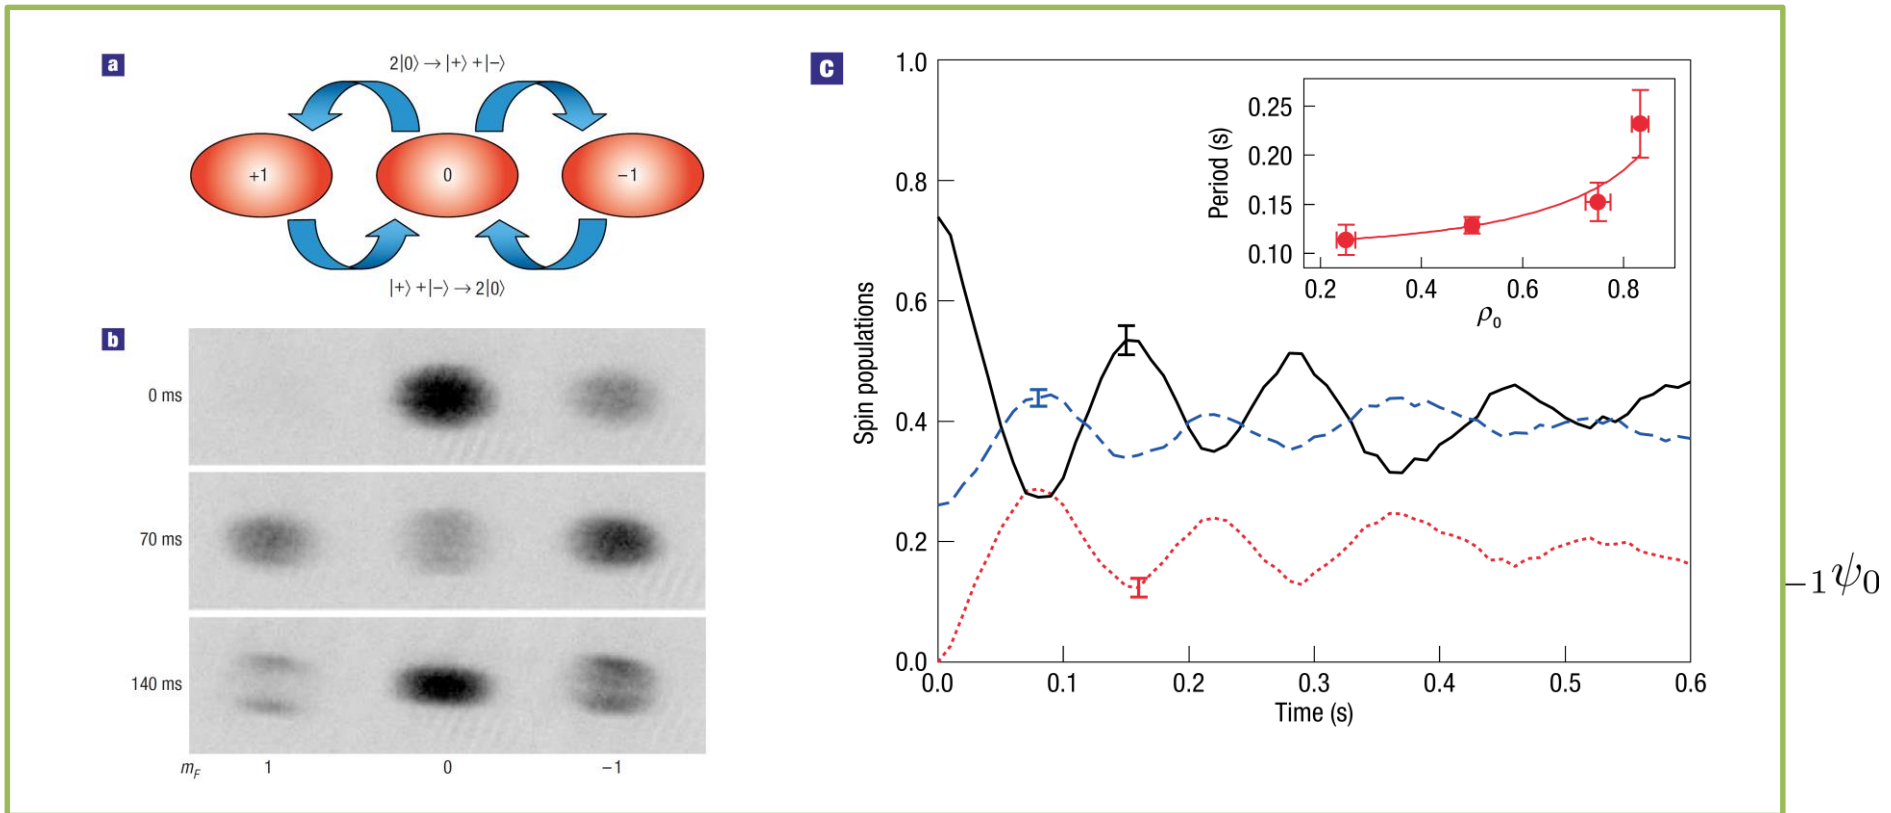 a
2|0⟩ → |+⟩ + |−⟩
+1
0
−1
|+⟩ + |−⟩ → 2|0⟩
b
0 ms
70 ms
140 ms
m_F
1
0
−1
c
1.0
0.8
0.6
0.4
0.2
0.0
Spin populations
0.0
0.1
0.2
0.3
0.4
0.5
0.6
Time (s)
0.25
0.20
0.15
0.10
Period (s)
0.2
0.4
0.6
0.8
ρ₀
−1ψ₀